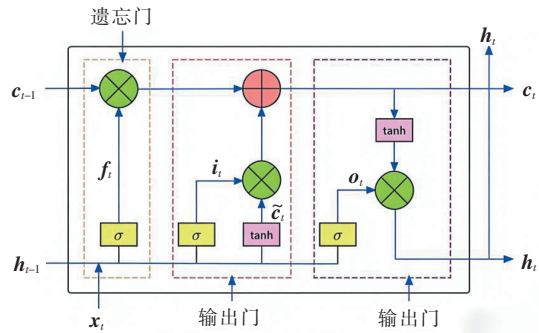 遗忘门
h_t
c_{t-1}
c_t
tanh
f_t
i_t
o_t
c̃_t
σ
σ
tanh
σ
h_{t-1}
h_t
x_t
输出门
输出门